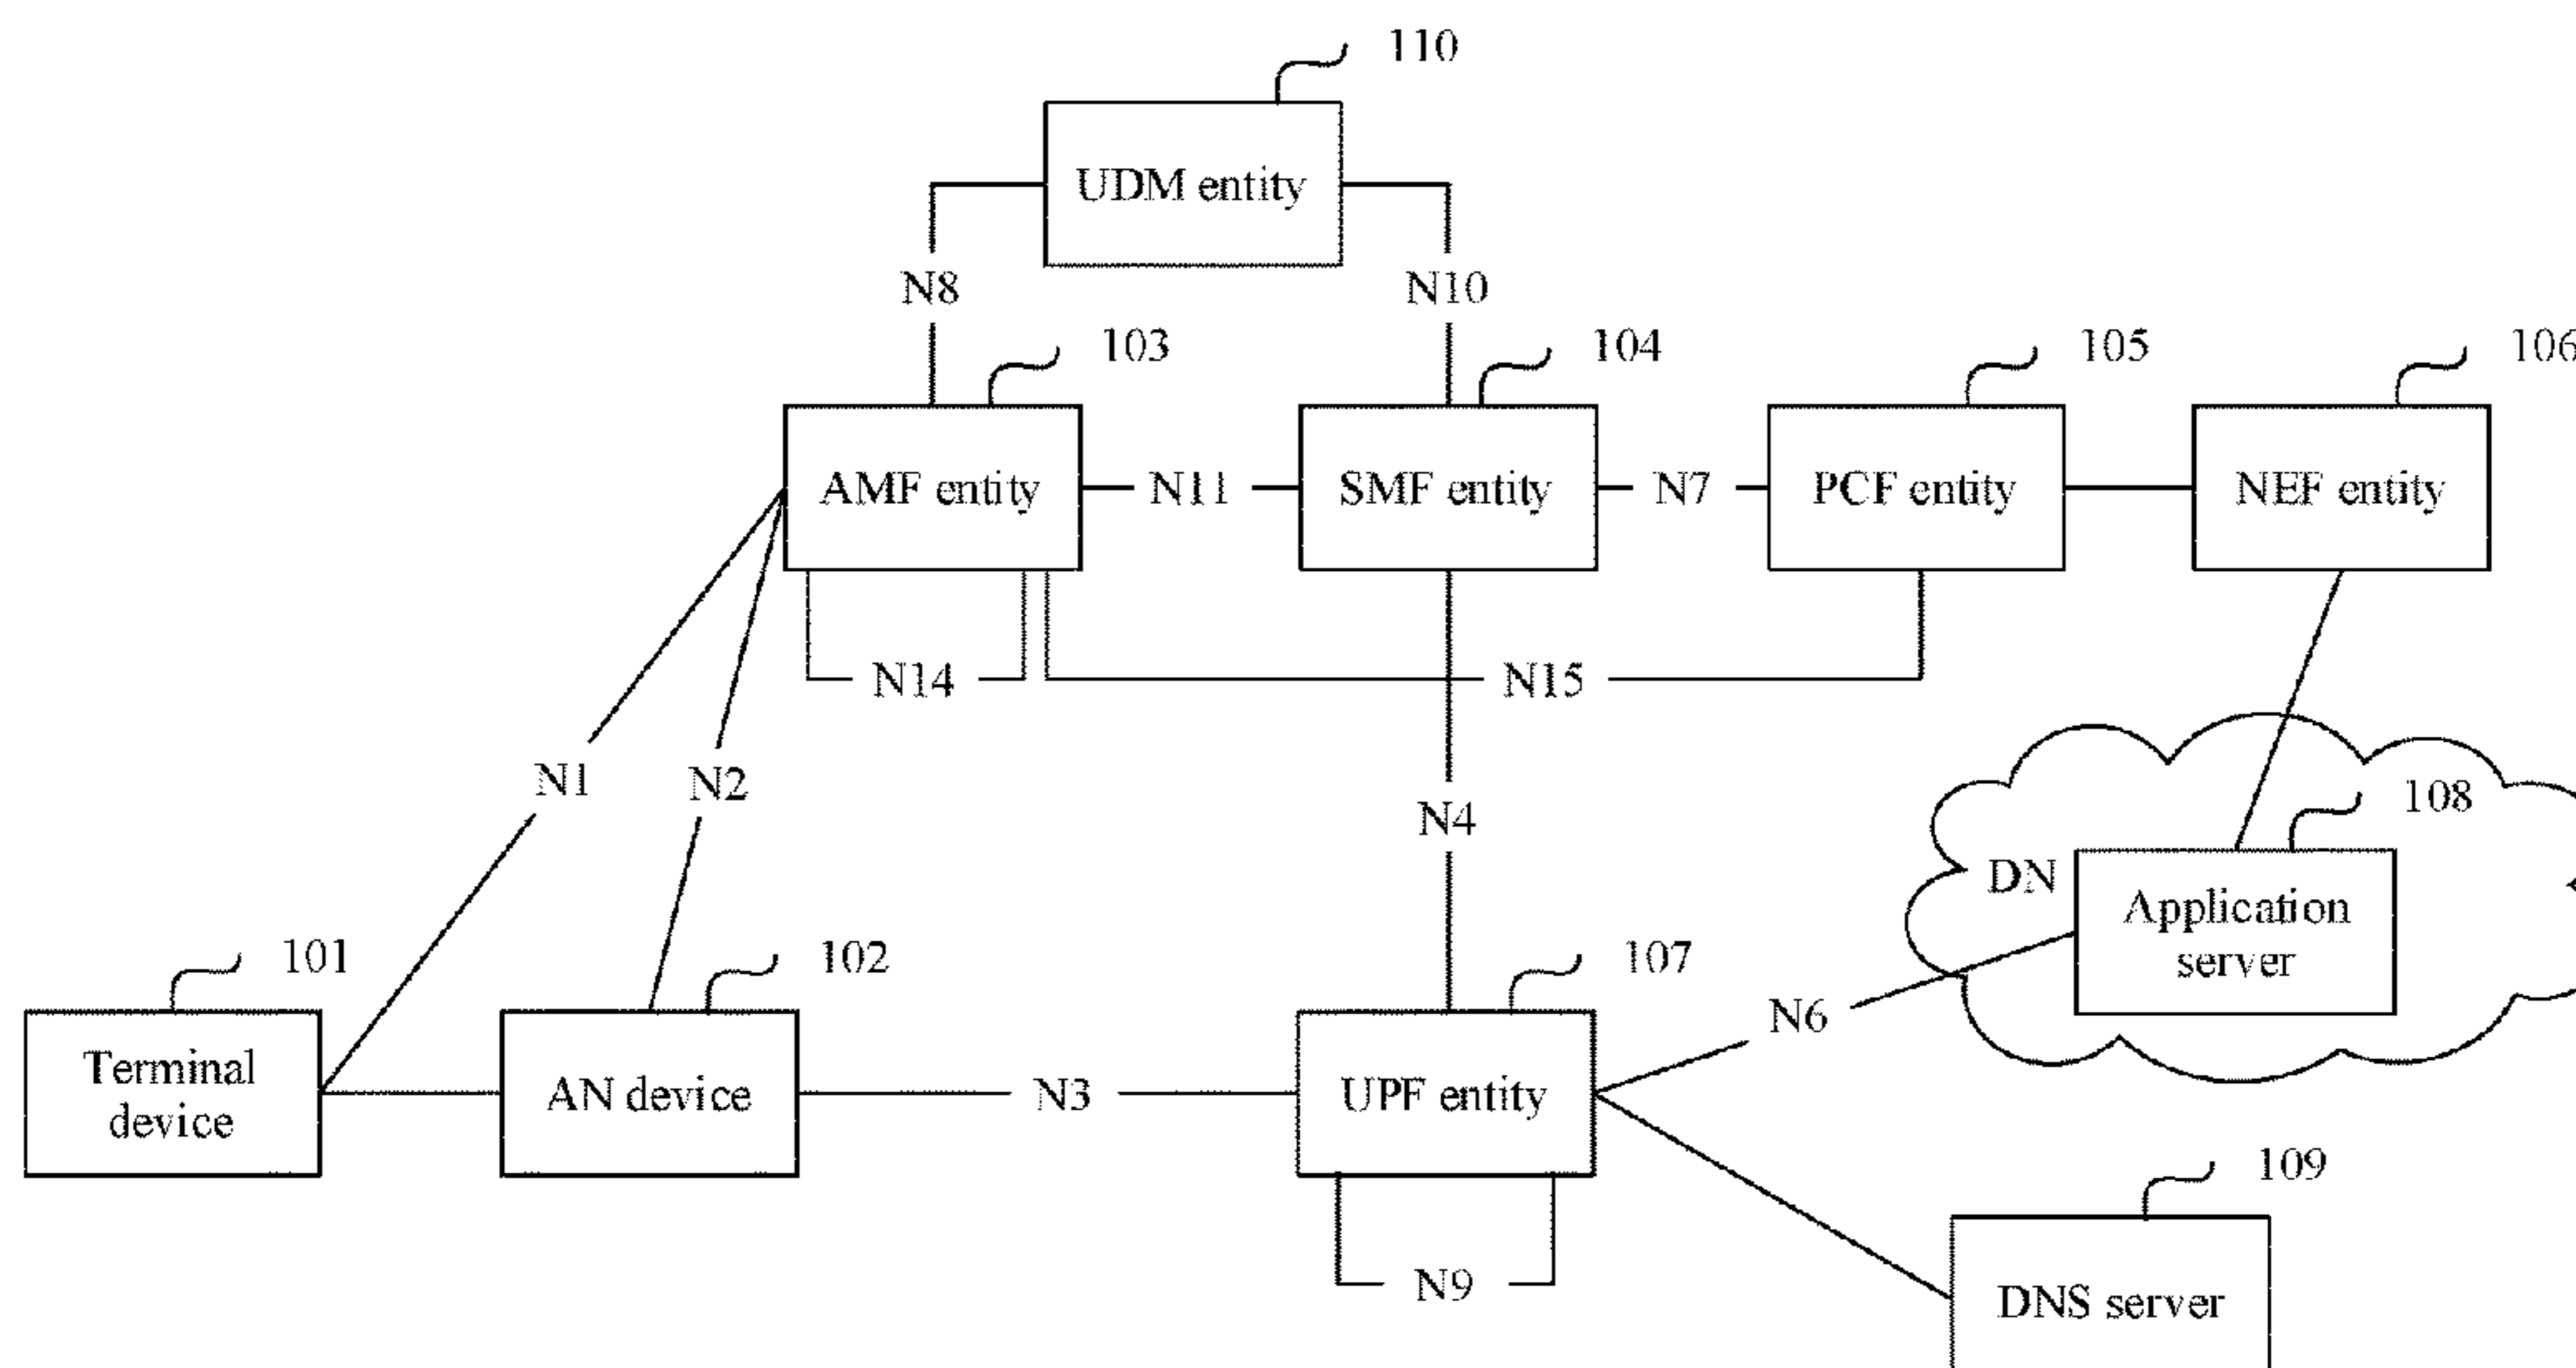 110
UDM entity
N8
N10
103
104
105
106
AMF entity
N11
SMF entity
N7
PCF entity
NEF entity
N14
N15
N1
N2
N4
108
DN
Application
server
101
102
107
N6
Terminal
device
AN device
N3
UPF entity
109
N9
DNS server